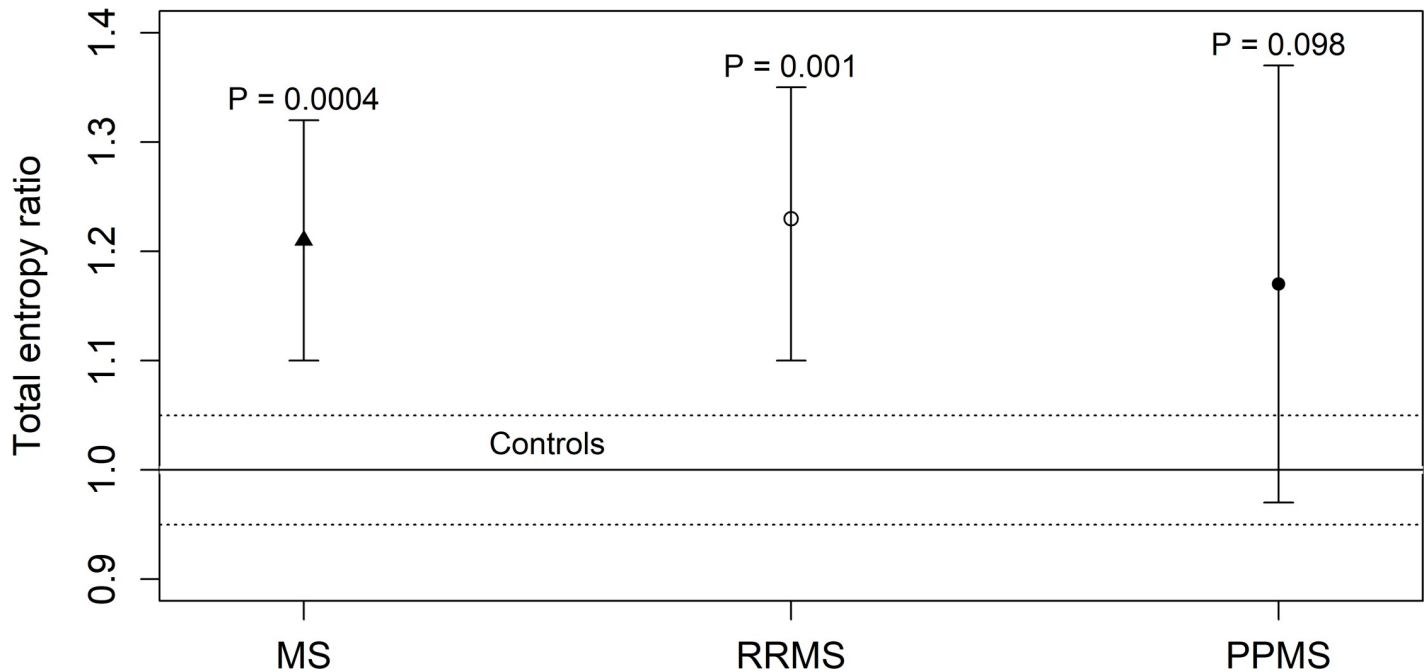 P = 0.0004
P = 0.001
P = 0.098
Total entropy ratio
1.4
1.3
1.2
1.1
1.0
0.9
Controls
MS
RRMS
PPMS